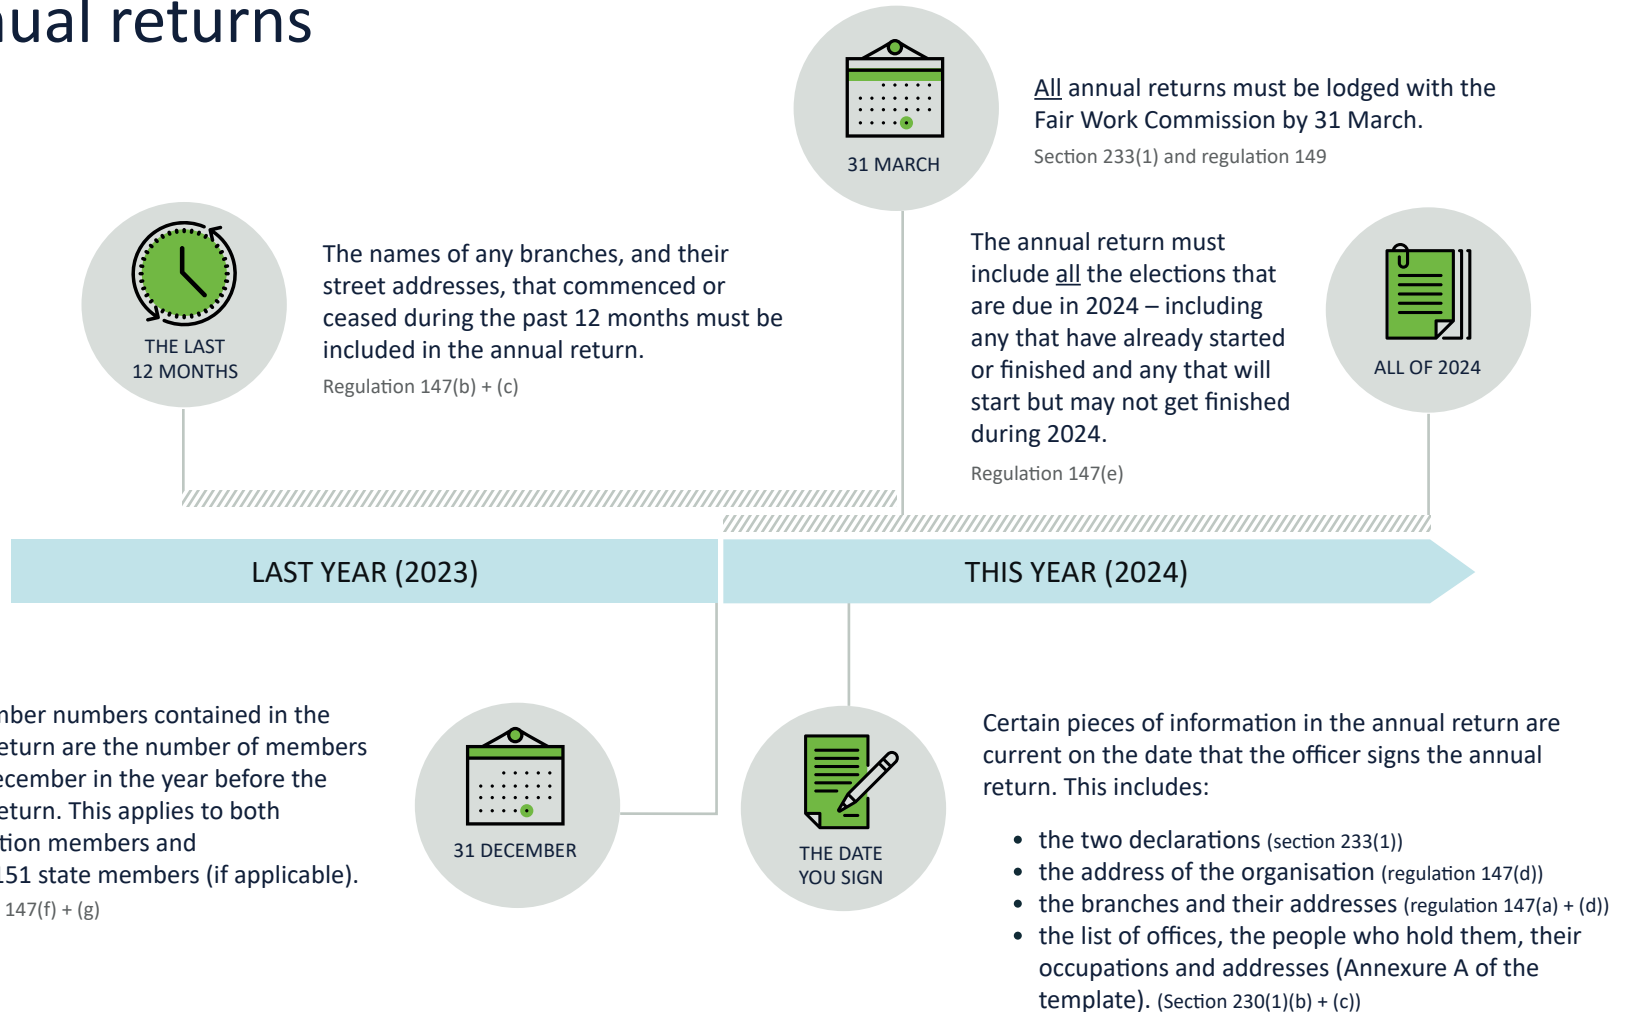 nual returns
31 MARCH
All annual returns must be lodged with the
Fair Work Commission by 31 March.
Section 233(1) and regulation 149
THE LAST
12 MONTHS
The names of any branches, and their
street addresses, that commenced or
ceased during the past 12 months must be
included in the annual return.
Regulation 147(b) + (c)
The annual return must
include all the elections that
are due in 2024 – including
any that have already started
or finished and any that will
start but may not get finished
during 2024.
Regulation 147(e)
ALL OF 2024
LAST YEAR (2023)
THIS YEAR (2024)
mber numbers contained in the
eturn are the number of members
ecember in the year before the
eturn. This applies to both
tion members and
151 state members (if applicable).
147(f) + (g)
31 DECEMBER
THE DATE
YOU SIGN
Certain pieces of information in the annual return are
current on the date that the officer signs the annual
return. This includes:
• the two declarations (section 233(1))
• the address of the organisation (regulation 147(d))
• the branches and their addresses (regulation 147(a) + (d))
• the list of offices, the people who hold them, their
occupations and addresses (Annexure A of the
template). (Section 230(1)(b) + (c))